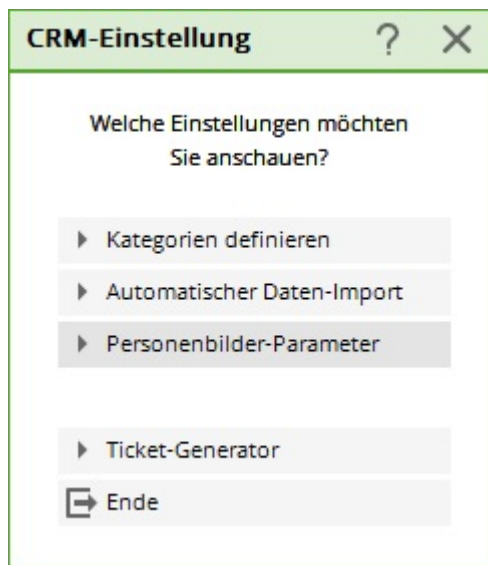 CRM-Einstellung ?
Welche Einstellungen möchten
Sie anschauen?
Kategorien definieren
Automatischer Daten-Import
Personenbilder-Parameter
Ticket-Generator
Ende